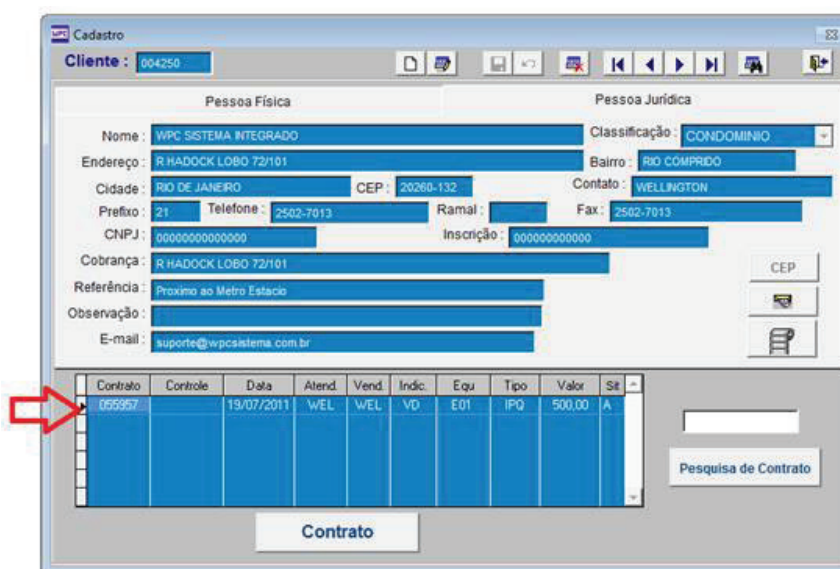 WPC Cadastro
Cliente : 004250
Pessoa Física Pessoa Jurídica
Nome : WPC SISTEMA INTEGRADO Classificação : CONDOMINIO
Endereço : R HADOCK LOBO 72/101 Bairro : RIO COMPRIDO
Cidade : RIO DE JANEIRO CEP : 20260-132 Contato : WELLINGTON
Prefixo : 21 Telefone : 2502-7013 Ramal : Fax : 2502-7013
CNPJ : 00000000000000 Inscrição : 000000000000
Cobrança : R HADOCK LOBO 72/101
CEP
Referência : Proximo ao Metro Estacio
Observação :
E-mail : suporte@wpcsistema.com.br
Contrato Controle Data Atend. Vend. Indic. Equ Tipo Valor Sit
055957 19/07/2011 WEL WEL VD E01 IPQ 500,00 A
Pesquisa de Contrato
Contrato